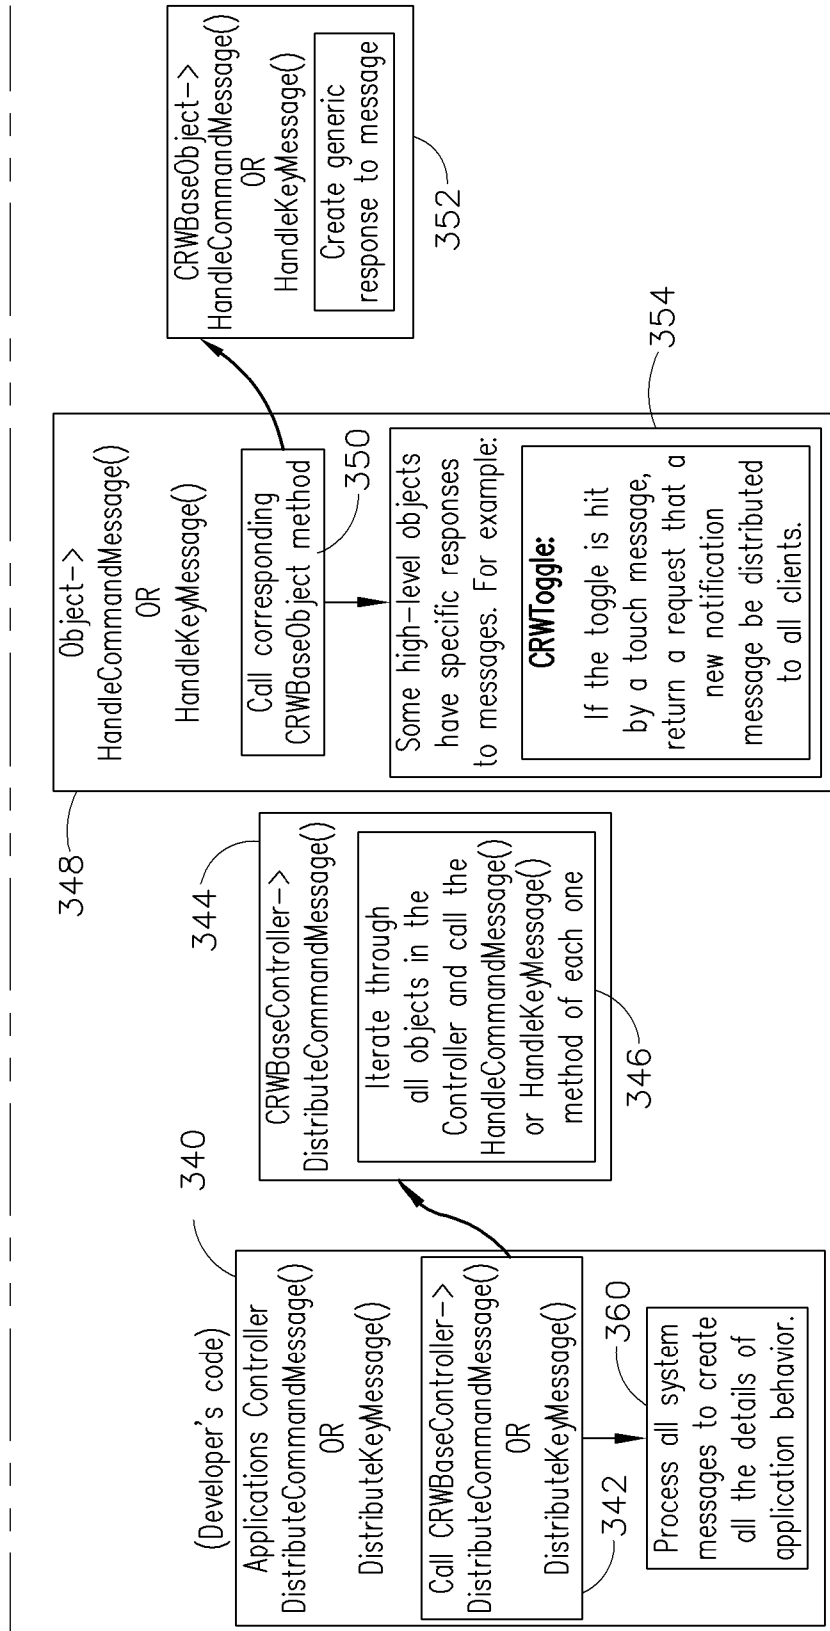 (Developer's code)
340
Applications Controller
DistributeCommandMessage()
OR
DistributeKeyMessage()
Call CRWBaseController->
DistributeCommandMessage()
OR
DistributeKeyMessage()
342
360
Process all system
messages to create
all the details of
application behavior.
344
CRWBaseController->
DistributeCommandMessage()
Iterate through
all objects in the
Controller and call the
HandleCommandMessage()
or HandleKeyMessage()
method of each one
346
348
Object->
HandleCommandMessage()
OR
HandleKeyMessage()
Call corresponding
CRWBaseObject method
350
Some high-level objects
have specific responses
to messages. For example:
CRWToggle:
If the toggle is hit
by a touch message,
return a request that a
new notification
message be distributed
to all clients.
354
CRWBaseObject->
HandleCommandMessage()
OR
HandleKeyMessage()
Create generic
response to message
352